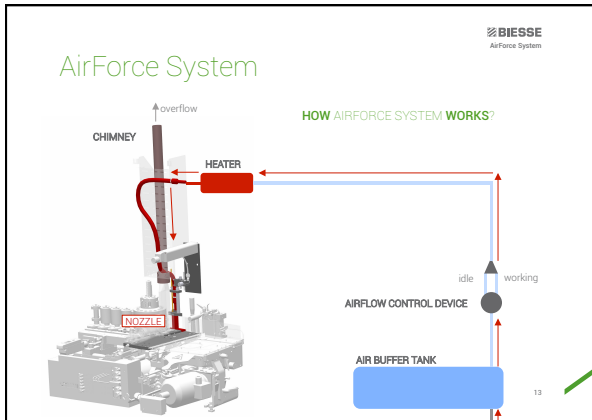 BIESSE
AirForce System
AirForce System
overflow
HOW AIRFORCE SYSTEM WORKS?
CHIMNEY
HEATER
idle
working
AIRFLOW CONTROL DEVICE
NOZZLE
AIR BUFFER TANK
13